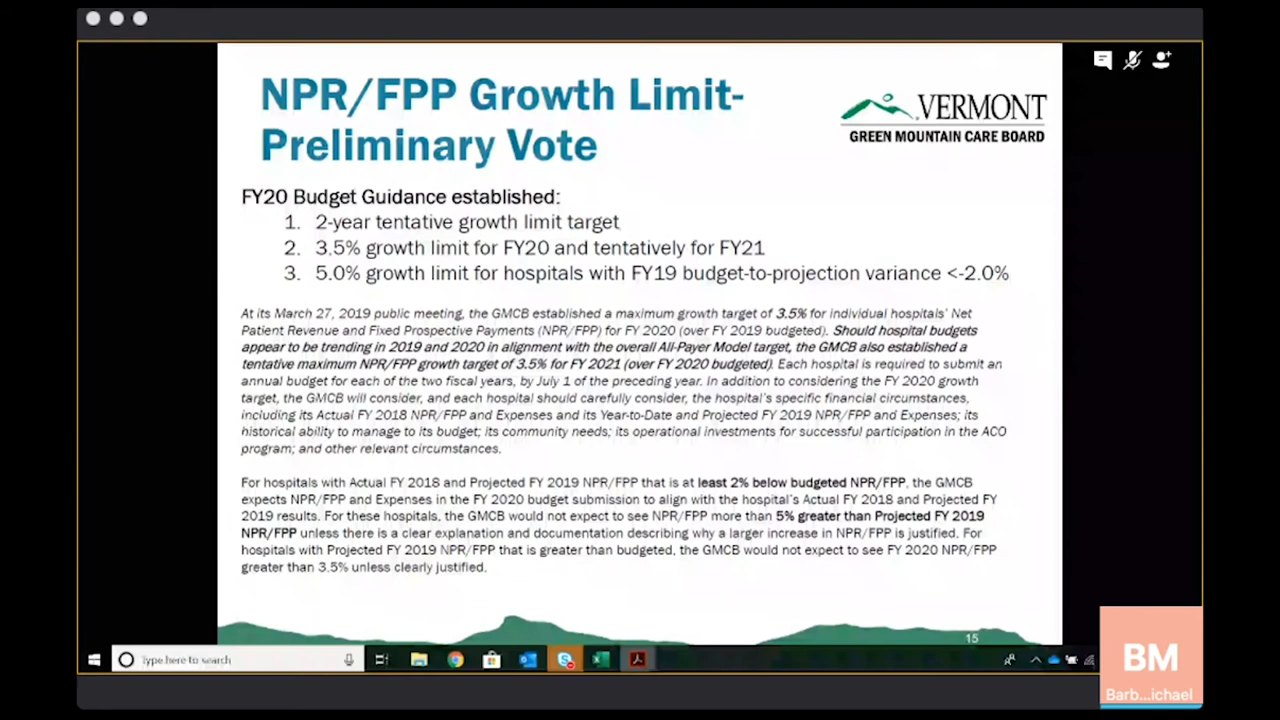 NPR/FPP Growth Limit-
Preliminary Vote
VERMONT
GREEN MOUNTAIN CARE BOARD
FY20 Budget Guidance established:
1. 2-year tentative growth limit target
2. 3.5% growth limit for FY20 and tentatively for FY21
3. 5.0% growth limit for hospitals with FY19 budget-to-projection variance <-2.0%
At its March 27, 2019 public meeting, the GMCB established a maximum growth target of 3.5% for individual hospitals' Net
Patient Revenue and Fixed Prospective Payments (NPR/FPP) for FY 2020 (over FY 2019 budgeted). Should hospital budgets
appear to be trending in 2019 and 2020 in alignment with the overall All-Payer Model target, the GMCB also established a
tentative maximum NPR/FPP growth target of 3.5% for FY 2021 (over FY 2020 budgeted). Each hospital is required to submit an
annual budget for each of the two fiscal years, by July 1 of the preceding year. In addition to considering the FY 2020 growth
target, the GMCB will consider, and each hospital should carefully consider, the hospital's specific financial circumstances,
including its Actual FY 2018 NPR/FPP and Expenses and its Year-to-Date and Projected FY 2019 NPR/FPP and Expenses; its
historical ability to manage to its budget; its community needs; its operational investments for successful participation in the ACO
program; and other relevant circumstances.
For hospitals with Actual FY 2018 and Projected FY 2019 NPR/FPP that is at least 2% below budgeted NPR/FPP, the GMCB
expects NPR/FPP and Expenses in the FY 2020 budget submission to align with the hospital's Actual FY 2018 and Projected FY
2019 results. For these hospitals, the GMCB would not expect to see NPR/FPP more than 5% greater than Projected FY 2019
NPR/FPP unless there is a clear explanation and documentation describing why a larger increase in NPR/FPP is justified. For
hospitals with Projected FY 2019 NPR/FPP that is greater than budgeted, the GMCB would not expect to see FY 2020 NPR/FPP
greater than 3.5% unless clearly justified.
15
Type here to search
BM
Barb...ichael